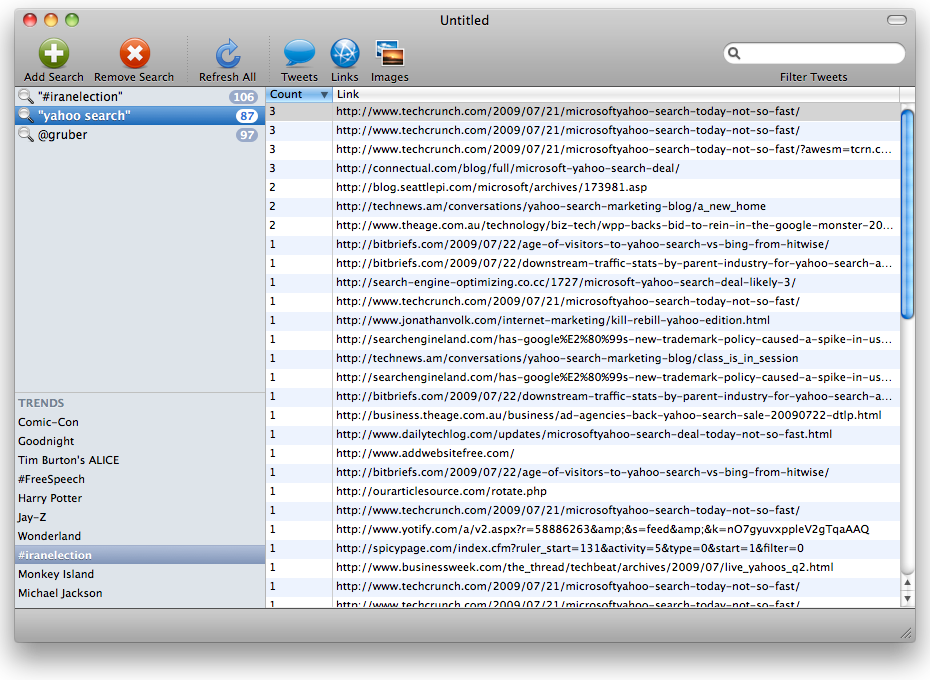 Untitled
Add Search Remove Search Refresh All Tweets Links Images Filter Tweets
"#iranelection" 106
"yahoo search" 87
@gruber 97
TRENDS
Comic-Con
Goodnight
Tim Burton's ALICE
#FreeSpeech
Harry Potter
Jay-Z
Wonderland
#iranelection
Monkey Island
Michael Jackson
Count Link
3 http://www.techcrunch.com/2009/07/21/microsoftyahoo-search-today-not-so-fast/
3 http://www.techcrunch.com/2009/07/21/microsoftyahoo-search-today-not-so-fast/
3 http://www.techcrunch.com/2009/07/21/microsoftyahoo-search-today-not-so-fast/?awesm=tcrn.c...
3 http://connectual.com/blog/full/microsoft-yahoo-search-deal/
2 http://blog.seattlepi.com/microsoft/archives/173981.asp
2 http://technews.am/conversations/yahoo-search-marketing-blog/a_new_home
2 http://www.theage.com.au/technology/biz-tech/wpp-backs-bid-to-rein-in-the-google-monster-20...
1 http://bitbriefs.com/2009/07/22/age-of-visitors-to-yahoo-search-vs-bing-from-hitwise/
1 http://bitbriefs.com/2009/07/22/downstream-traffic-stats-by-parent-industry-for-yahoo-search-a...
1 http://search-engine-optimizing.co.cc/1727/microsoft-yahoo-search-deal-likely-3/
1 http://www.techcrunch.com/2009/07/21/microsoftyahoo-search-today-not-so-fast/
1 http://www.jonathanvolk.com/internet-marketing/kill-rebill-yahoo-edition.html
1 http://searchengineland.com/has-google%E2%80%99s-new-trademark-policy-caused-a-spike-in-us...
1 http://technews.am/conversations/yahoo-search-marketing-blog/class_is_in_session
1 http://searchengineland.com/has-google%E2%80%99s-new-trademark-policy-caused-a-spike-in-us...
1 http://bitbriefs.com/2009/07/22/downstream-traffic-stats-by-parent-industry-for-yahoo-search-a...
1 http://business.theage.com.au/business/ad-agencies-back-yahoo-search-sale-20090722-dtlp.html
1 http://www.dailytechlog.com/updates/microsoftyahoo-search-deal-today-not-so-fast.html
1 http://www.addwebsitefree.com/
1 http://bitbriefs.com/2009/07/22/age-of-visitors-to-yahoo-search-vs-bing-from-hitwise/
1 http://ourarticlesource.com/rotate.php
1 http://www.techcrunch.com/2009/07/21/microsoftyahoo-search-today-not-so-fast/
1 http://www.yotify.com/a/v2.aspx?r=58886263&amp;&s=feed&amp;&k=nO7gyuvxppleV2gTqaAAQ
1 http://spicypage.com/index.cfm?ruler_start=131&activity=5&type=0&start=1&filter=0
1 http://www.businessweek.com/the_thread/techbeat/archives/2009/07/live_yahoos_q2.html
1 http://www.techcrunch.com/2009/07/21/microsoftyahoo-search-today-not-so-fast/
1 http://www.techcrunch.com/2009/07/21/microsoftyahoo-search-today-not-so-fast/